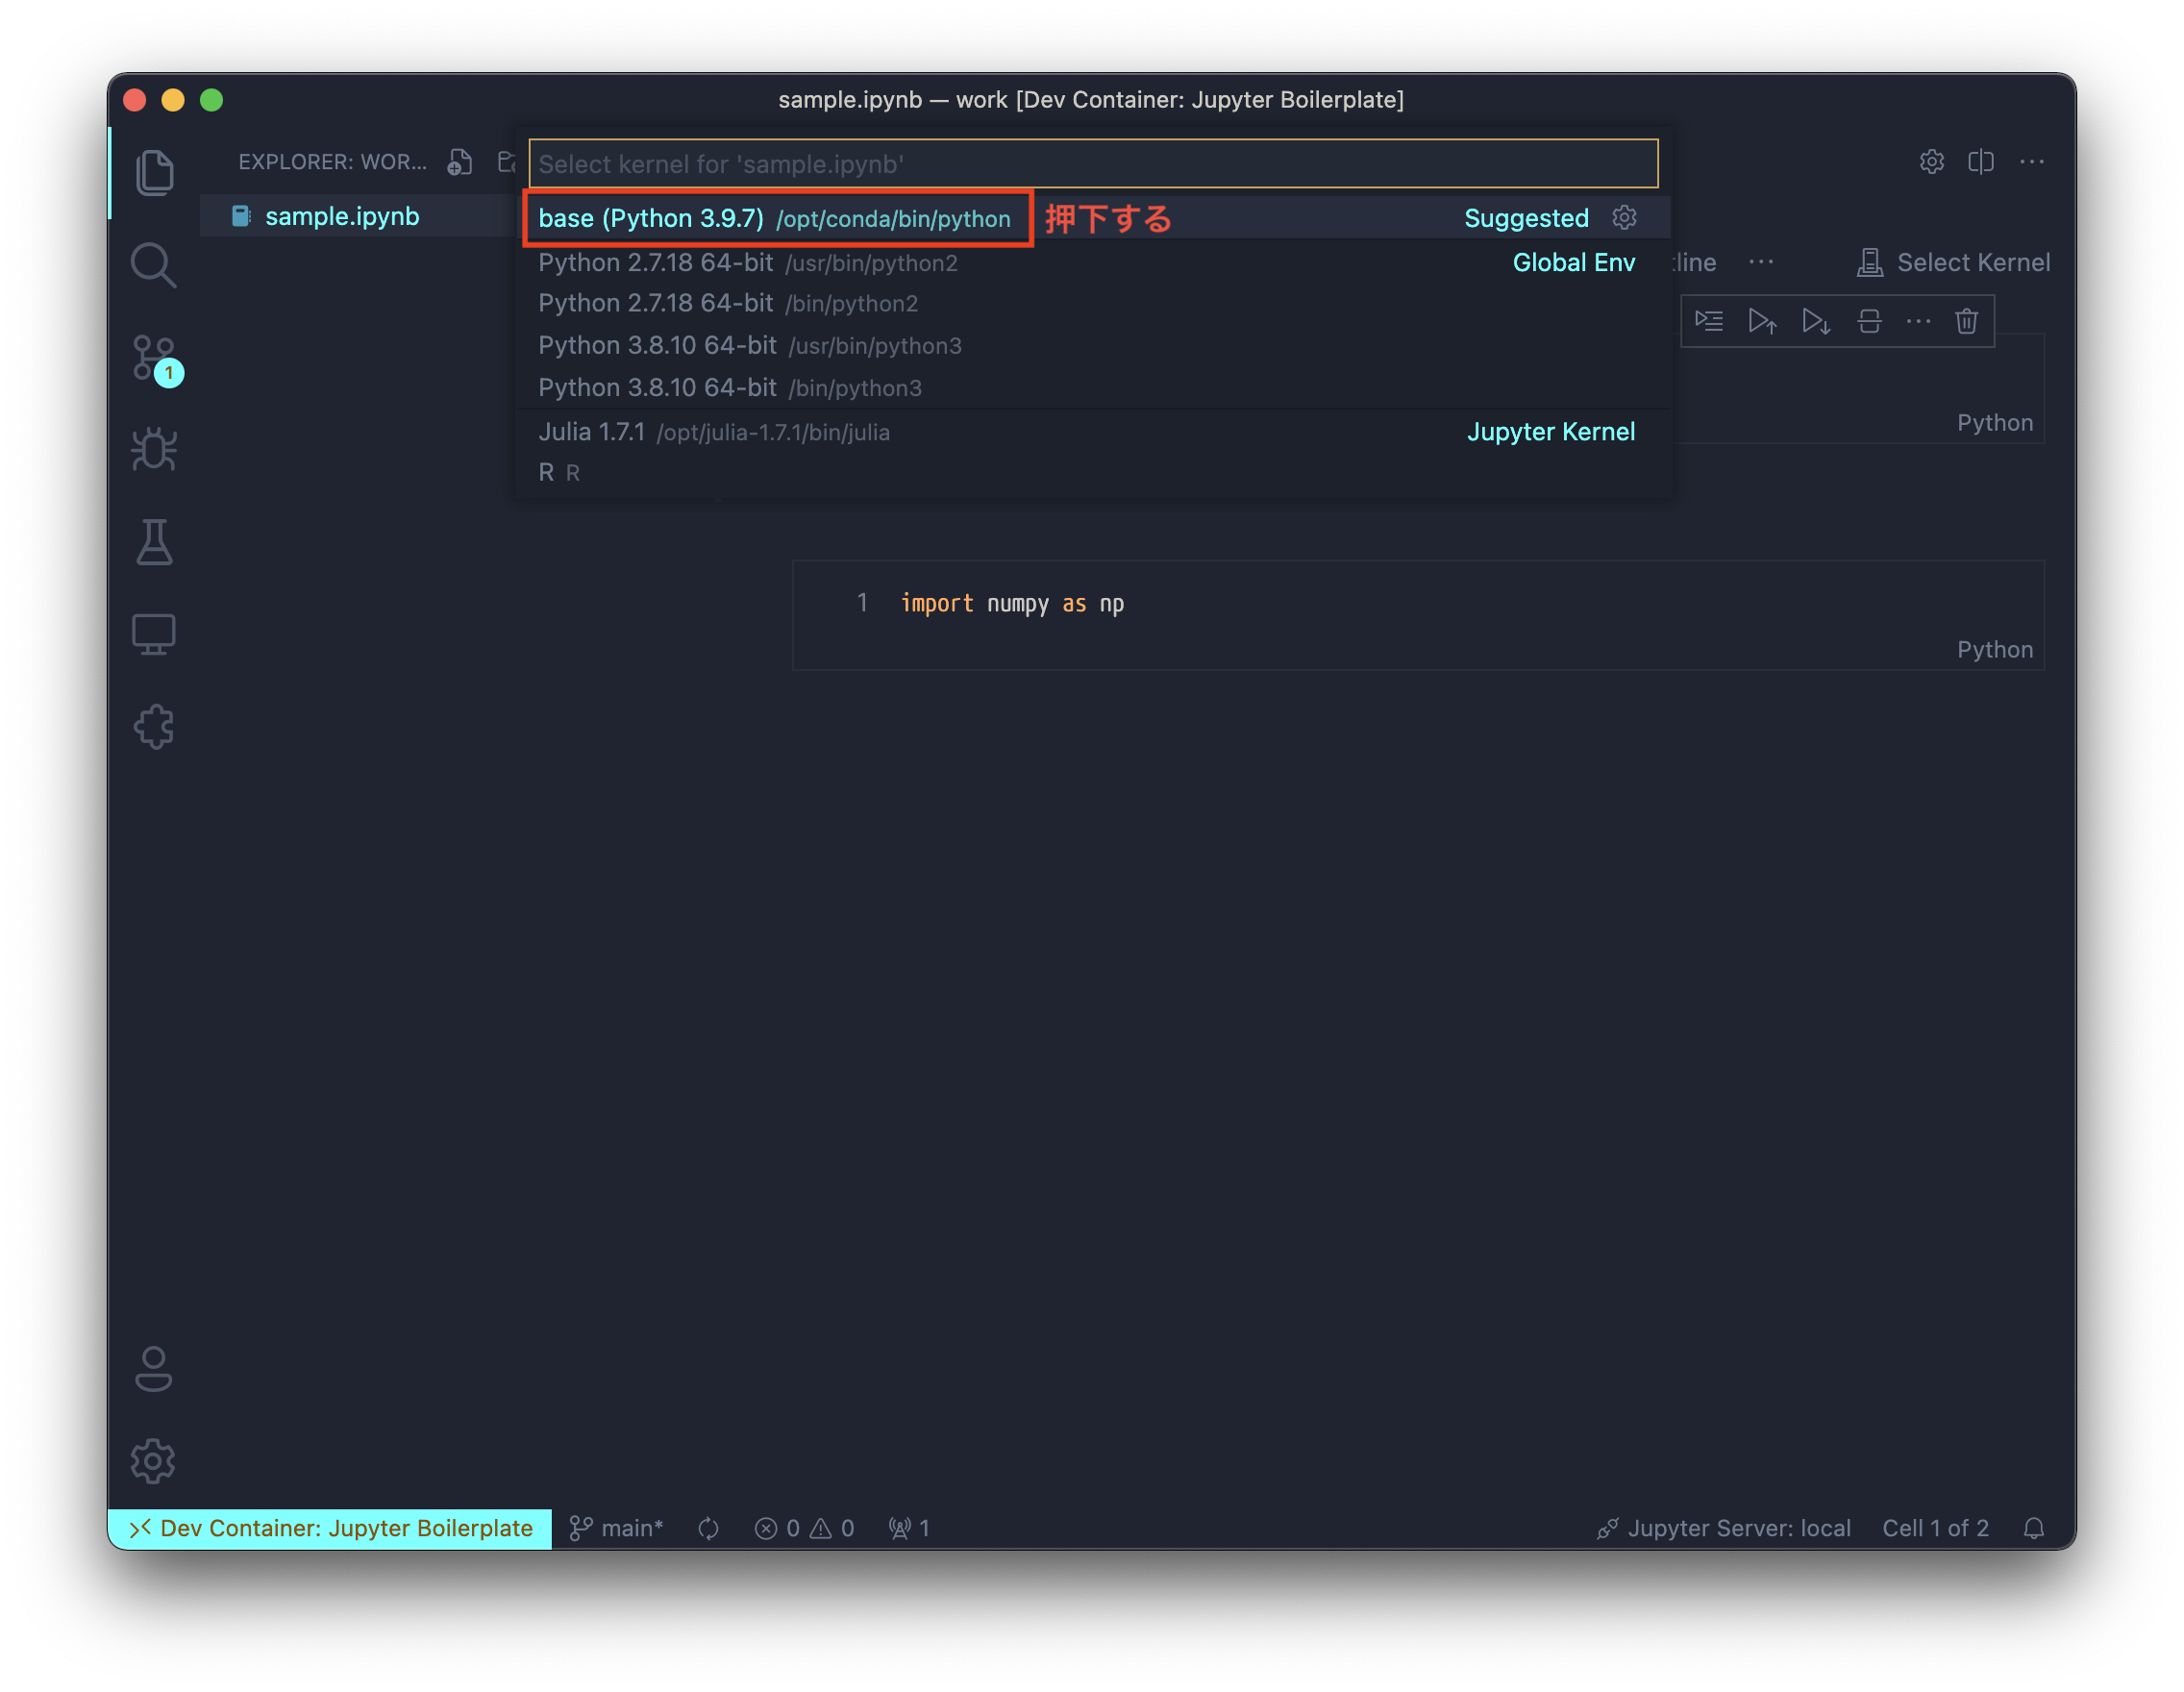 sample.ipynb — work [Dev Container: Jupyter Boilerplate]
EXPLORER: WOR...
Select kernel for 'sample.ipynb'
sample.ipynb
base (Python 3.9.7) /opt/conda/bin/python 押下する Suggested
Python 2.7.18 64-bit /usr/bin/python2 Global Env
Python 2.7.18 64-bit /bin/python2
Python 3.8.10 64-bit /usr/bin/python3
Python 3.8.10 64-bit /bin/python3
Julia 1.7.1 /opt/julia-1.7.1/bin/julia Jupyter Kernel
R R
line ... Select Kernel
Python
1 import numpy as np
Python
1
Dev Container: Jupyter Boilerplate main* 0 0 1 Jupyter Server: local Cell 1 of 2